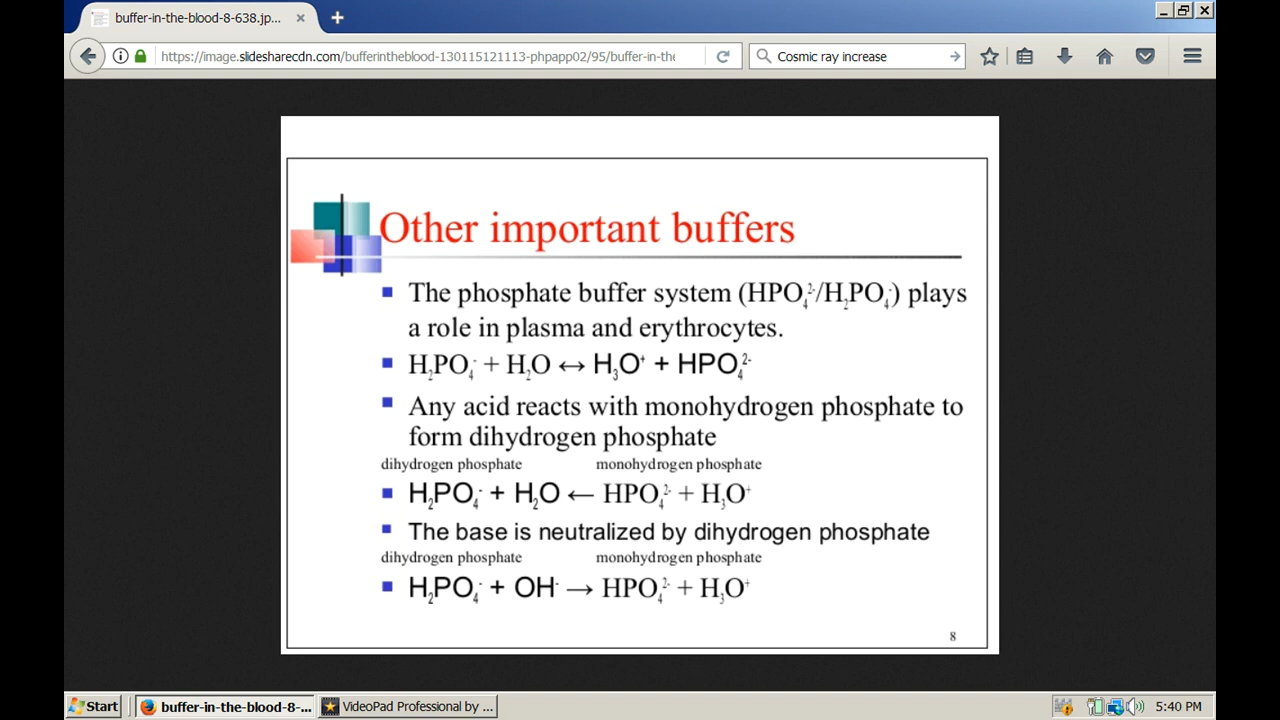 buffer-in-the-blood-8-638.jp...
https://image.slidesharecdn.com/bufferintheblood-130115121113-phpapp02/95/buffer-in-the
Cosmic ray increase
Other important buffers
The phosphate buffer system (HPO₄²⁻/H₂PO₄⁻) plays
a role in plasma and erythrocytes.
H₂PO₄⁻ + H₂O ↔ H₃O⁺ + HPO₄²⁻
Any acid reacts with monohydrogen phosphate to
form dihydrogen phosphate
dihydrogen phosphate monohydrogen phosphate
H₂PO₄⁻ + H₂O ← HPO₄²⁻ + H₃O⁺
The base is neutralized by dihydrogen phosphate
dihydrogen phosphate monohydrogen phosphate
H₂PO₄⁻ + OH⁻ → HPO₄²⁻ + H₃O⁺
8
Start buffer-in-the-blood-8-... VideoPad Professional by ... 5:40 PM